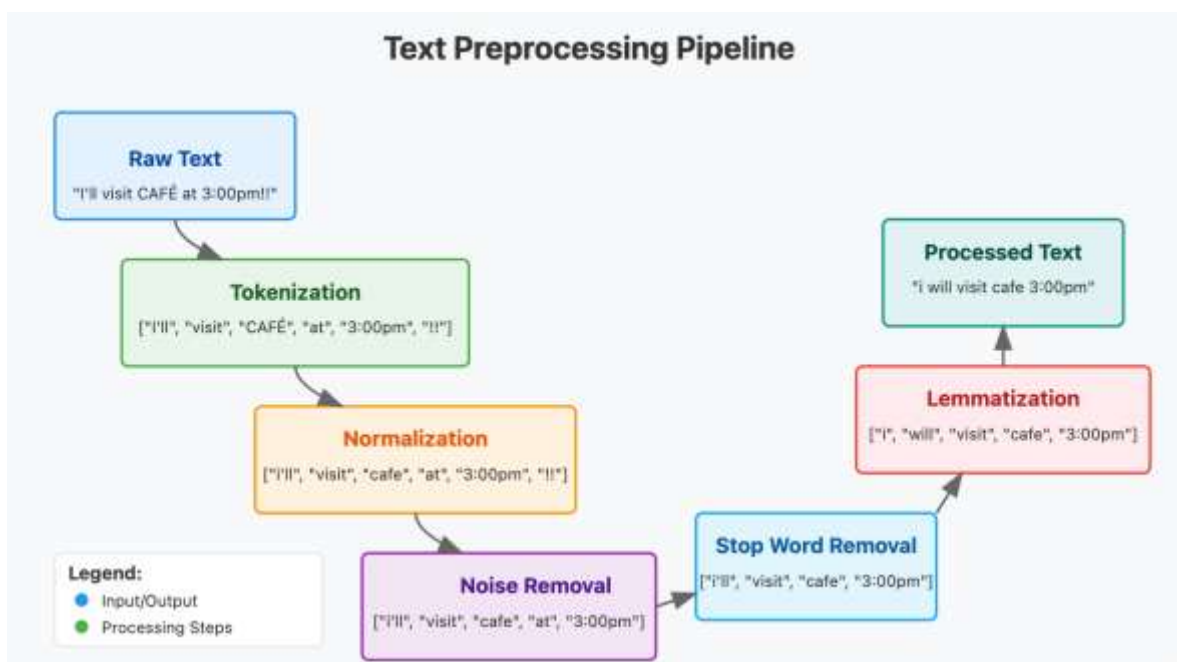 Text Preprocessing Pipeline
Raw Text
"I'll visit CAFÉ at 3:00pm!!"
Tokenization
["I'll", "visit", "CAFÉ", "at", "3:00pm", "!!"]
Normalization
["i'll", "visit", "cafe", "at", "3:00pm", "!!"]
Noise Removal
["i'll", "visit", "cafe", "at", "3:00pm"]
Stop Word Removal
["i'll", "visit", "cafe", "3:00pm"]
Lemmatization
["i", "will", "visit", "cafe", "3:00pm"]
Processed Text
"i will visit cafe 3:00pm"
Legend:
Input/Output
Processing Steps